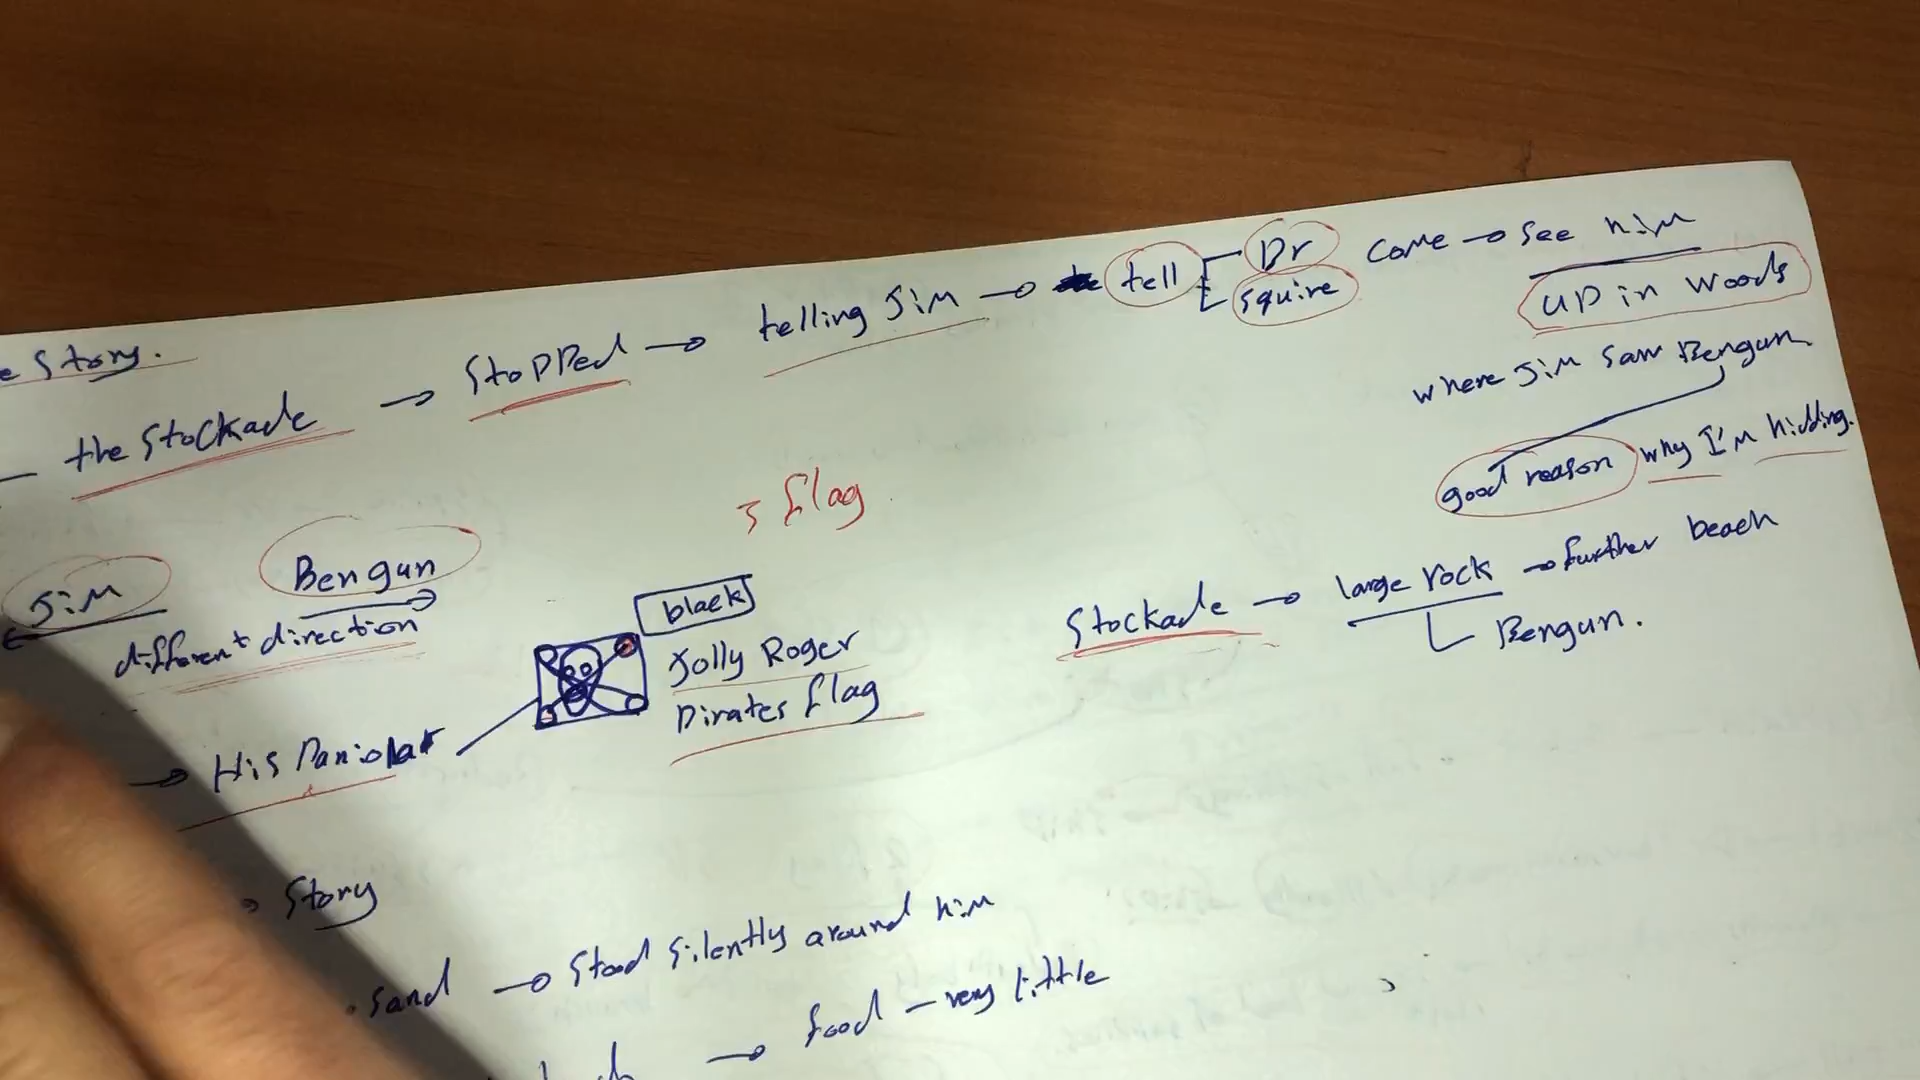 e Story.
the Stockade → Stopped → telling Jim → tell Dr Squire come → see him
up in woods
where Jim saw Bengun
good reason why I'm hidding.
flag
Jim Bengun
different direction
black
Jolly Roger
Pirates flag
Stockade → large rock → further beach
Bengun.
→ Hispaniolat
Story
sand → Stood silently around him
→ food – very little